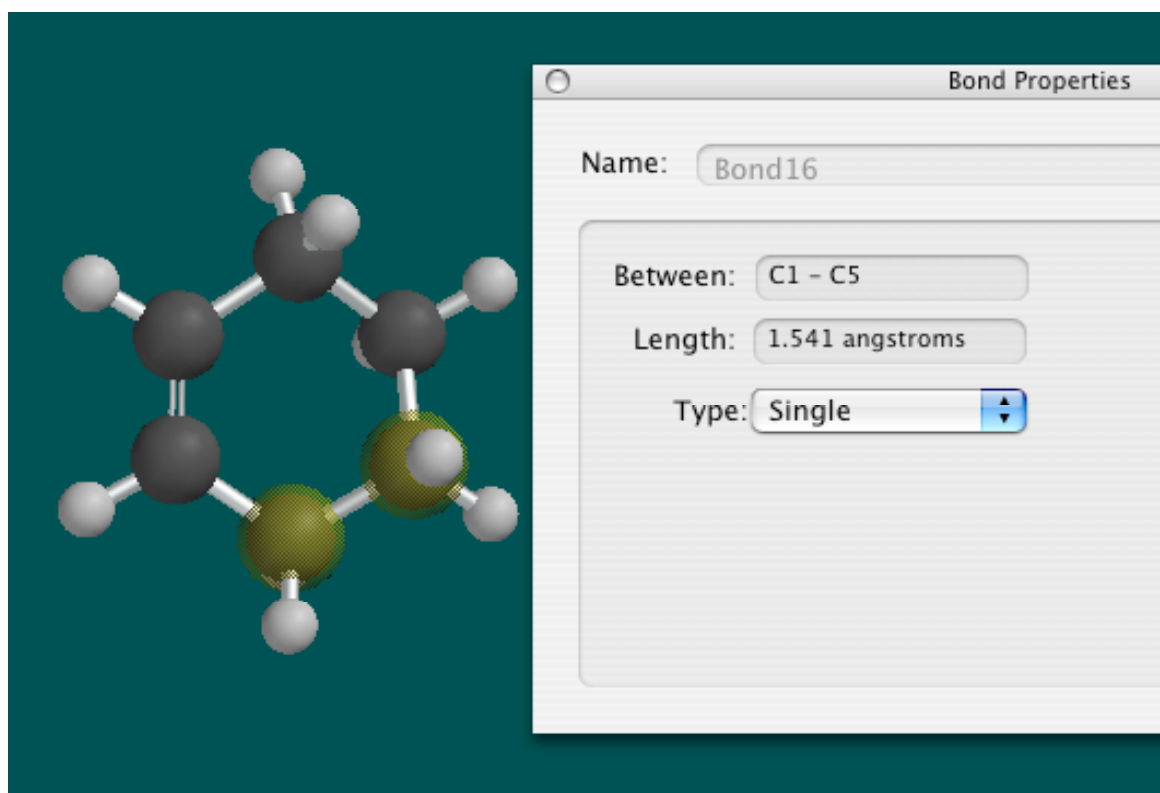 Bond Properties
Name: Bond16
Between: C1 - C5
Length: 1.541 angstroms
Type: Single